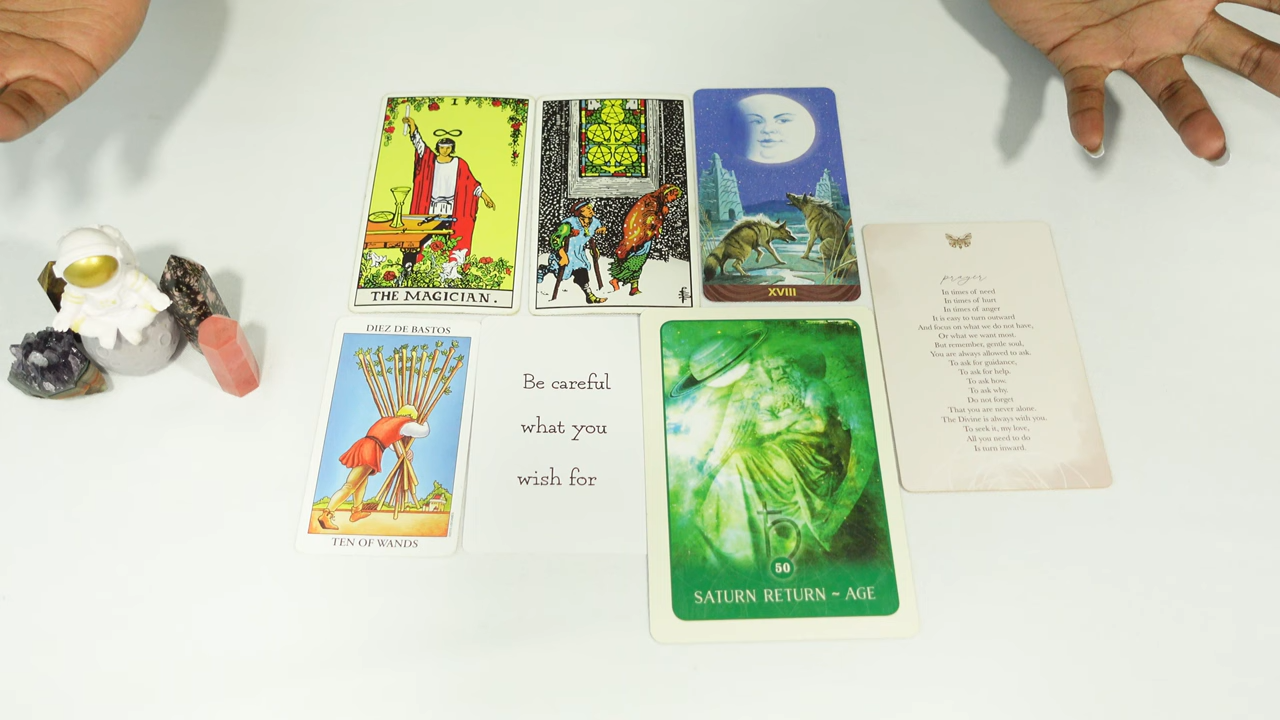 I
THE MAGICIAN.
XVIII
DIEZ DE BASTOS
TEN OF WANDS
Be careful
what you
wish for
50
SATURN RETURN ~ AGE
prayer
In times of need
In times of hurt
In times of anger
It is easy to turn outward
And focus on what we do not have,
Or what we want most.
But remember, gentle soul,
You are always allowed to ask.
To ask for guidance,
To ask for help.
To ask how.
To ask why.
Do not forget
That you are never alone.
The Divine is always with you.
To seek it, my love,
All you need to do
Is turn inward.